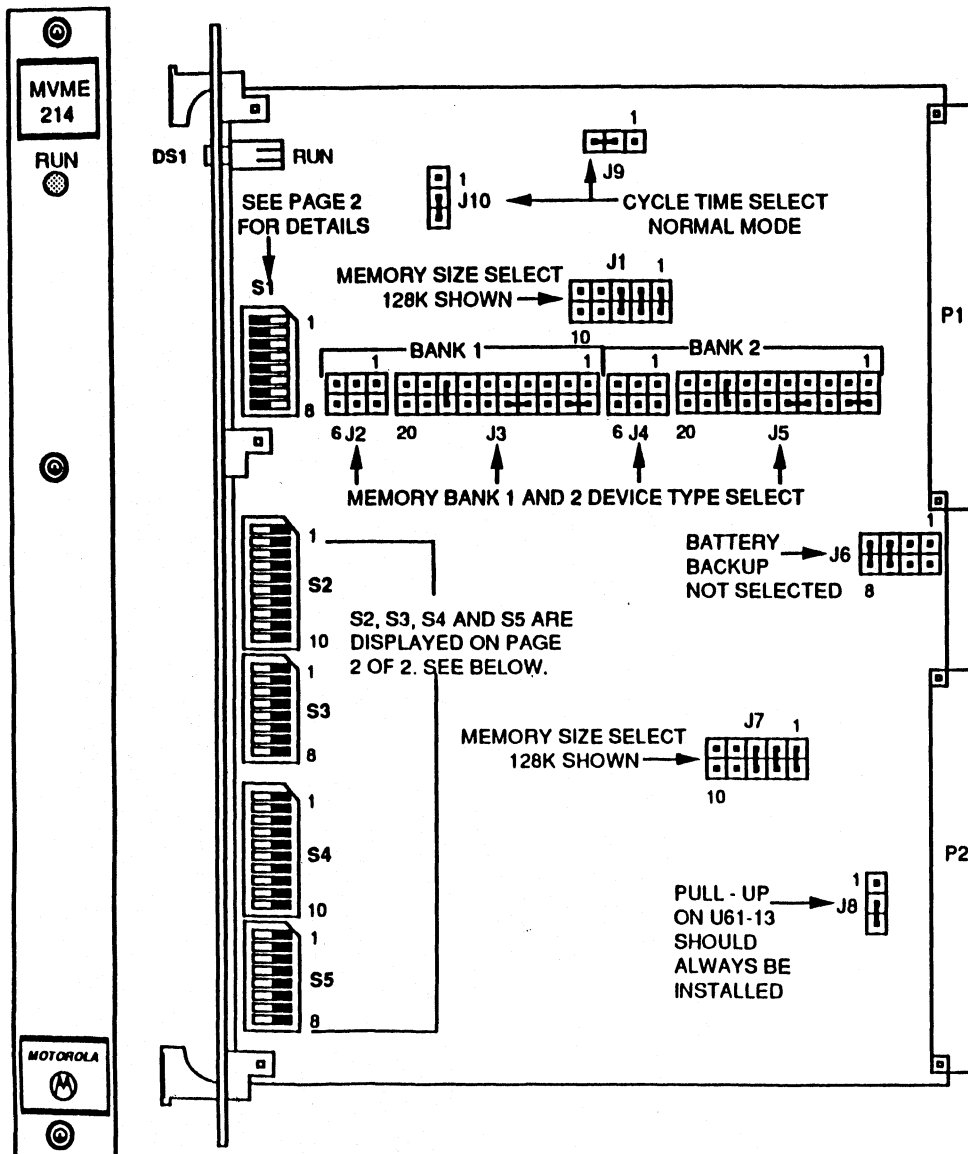 MVME
214
RUN
DS1
RUN
1
J9
1
J10
CYCLE TIME SELECT
NORMAL MODE
SEE PAGE 2
FOR DETAILS
S1
1
8
MEMORY SIZE SELECT
128K SHOWN
J1
1
10
BANK 1
BANK 2
1
1
1
1
6 J2
20
J3
6 J4
20
J5
MEMORY BANK 1 AND 2 DEVICE TYPE SELECT
P1
BATTERY
BACKUP
NOT SELECTED
J6
1
8
1
S2
10
S2, S3, S4 AND S5 ARE
DISPLAYED ON PAGE
2 OF 2. SEE BELOW.
1
S3
8
MEMORY SIZE SELECT
128K SHOWN
J7
1
10
1
S4
10
P2
PULL - UP
ON U61-13
SHOULD
ALWAYS BE
INSTALLED
1
J8
1
S5
8
MOTOROLA